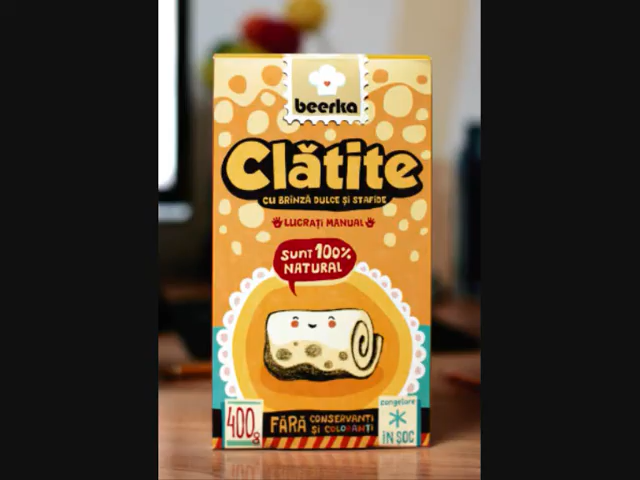 beerka
Clătite
CU BRÎNZĂ DULCE ȘI STAFIDE
LUCRAȚI MANUAL
SUNT 100%
NATURAL
400g
FĂRĂ CONSERVANȚI
ȘI COLORANȚI
congelare
ÎN ȘOC